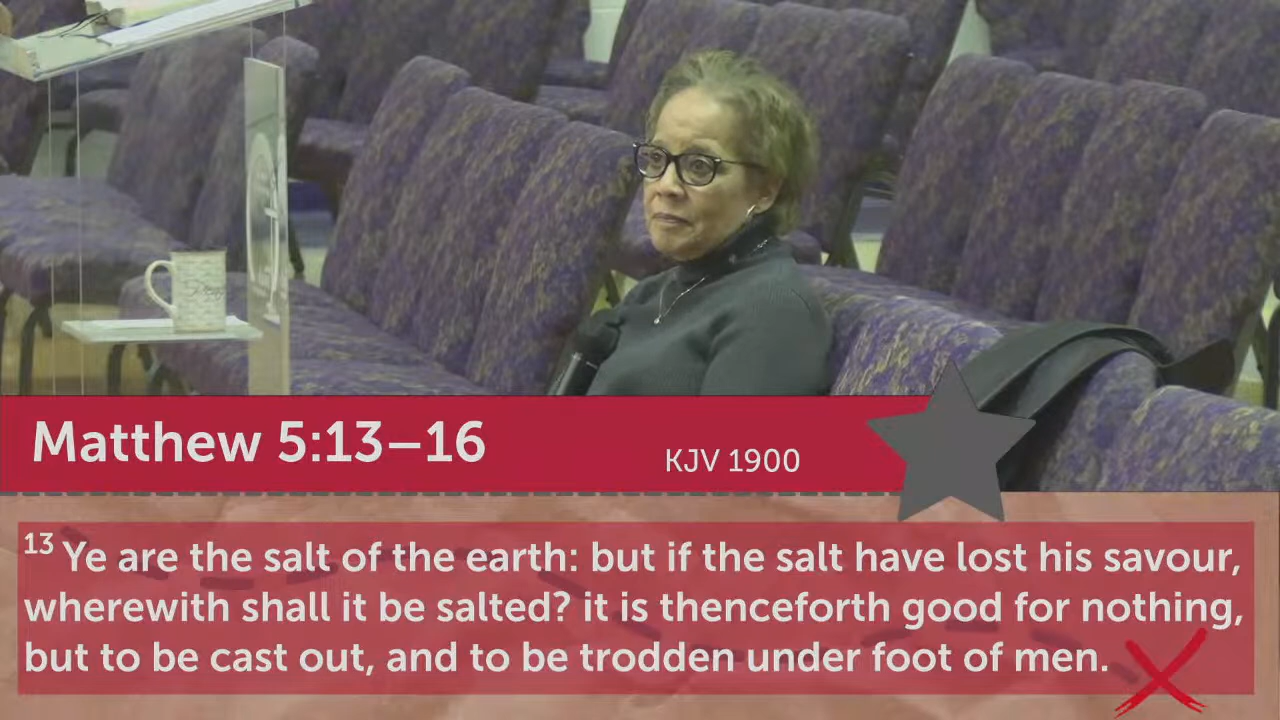 Matthew 5:13–16
KJV 1900
13 Ye are the salt of the earth: but if the salt have lost his savour,
wherewith shall it be salted? it is thenceforth good for nothing,
but to be cast out, and to be trodden under foot of men.